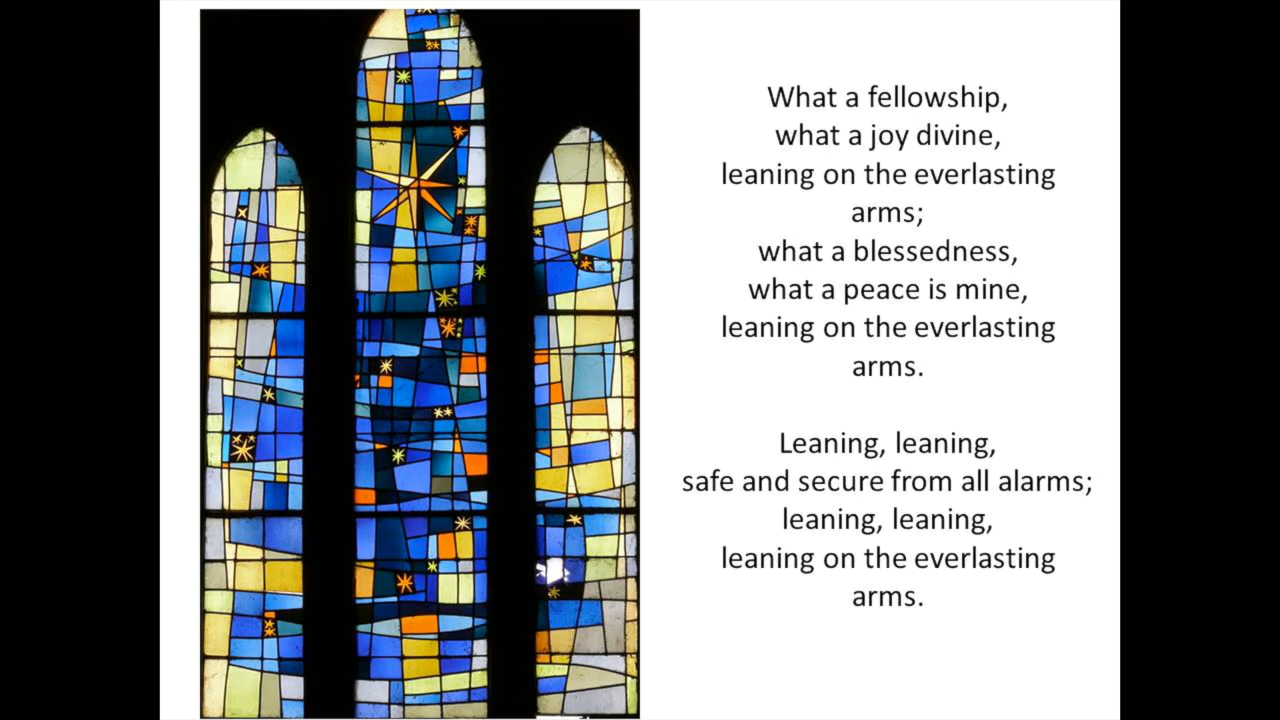 What a fellowship,
what a joy divine,
leaning on the everlasting
arms;
what a blessedness,
what a peace is mine,
leaning on the everlasting
arms.
Leaning, leaning,
safe and secure from all alarms;
leaning, leaning,
leaning on the everlasting
arms.